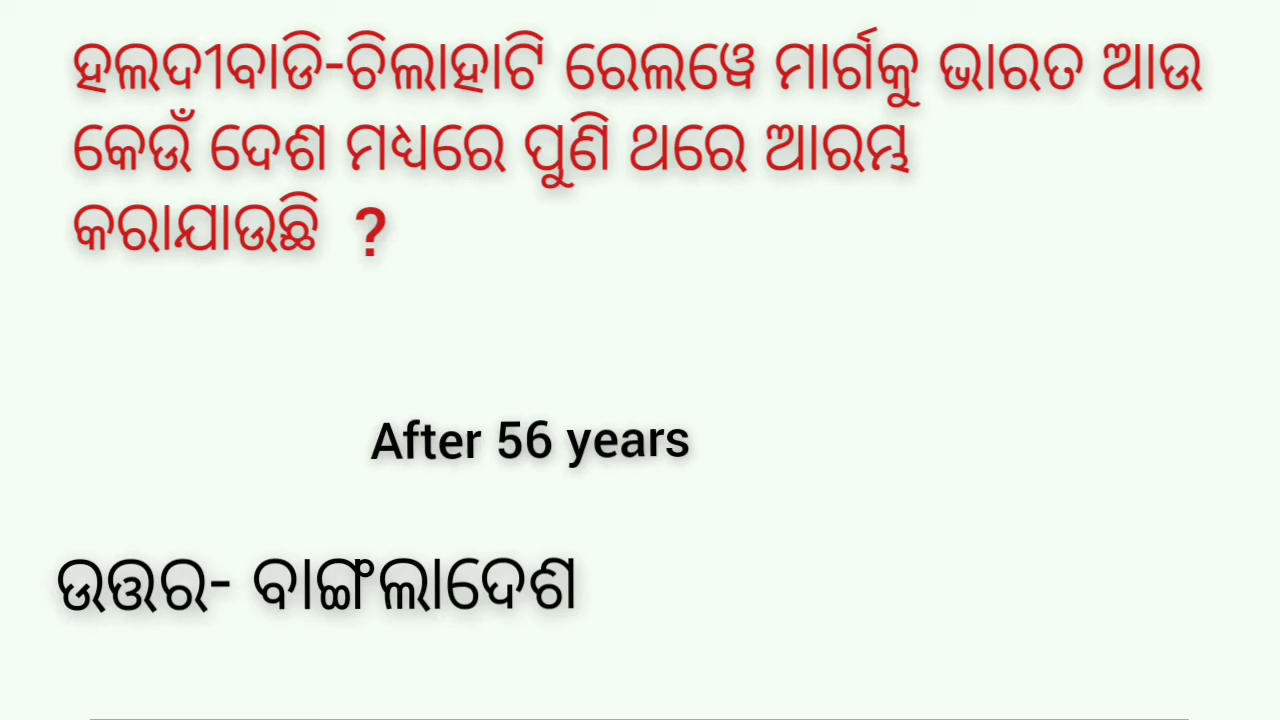 ହଲଦୀବାଡି-ଚିଲାହାଟି ରେଲୱେ ମାର୍ଗକୁ ଭାରତ ଆଉ
କେଉଁ ଦେଶ ମଧ୍ୟରେ ପୁଣି ଥରେ ଆରମ୍ଭ
କରାଯାଉଛି ?
After 56 years
ଉତ୍ତର- ବାଙ୍ଗଲାଦେଶ